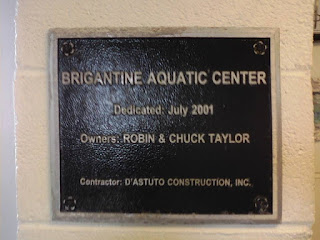 BRIGANTINE AQUATIC CENTER
Dedicated: July 2001
Owners: ROBIN & CHUCK TAYLOR
Contractor: D'ASTUTO CONSTRUCTION, INC.